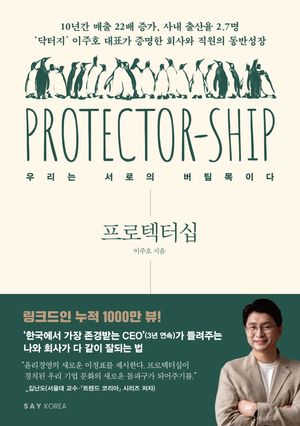 10년간 매출 22배 증가, 사내 출산율 2.7명
‘닥터지’ 이주호 대표가 증명한 회사와 직원의 동반성장
PROTECTOR-SHIP
우리는 서로의 버팀목이다
프로텍터십
이주호 지음
링크드인 누적 1000만 뷰!
‘한국에서 가장 존경받는 CEO’(3년 연속)가 들려주는
나와 회사가 다 같이 잘되는 법
“윤리경영의 새로운 이정표를 제시한다. 프로텍터십이
경직된 우리 기업 문화의 새로운 돌파구가 되어주기를.”
_김난도(서울대 교수·‘트렌드 코리아’ 시리즈 저자)
SAY KOREA